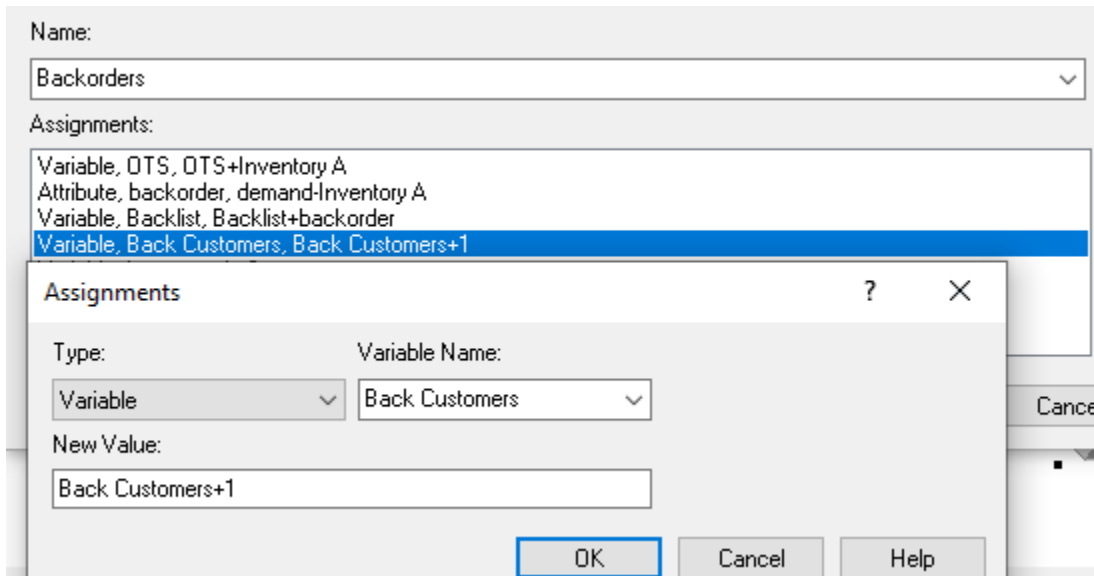 Name:
Backorders
Assignments:
Variable, OTS, OTS+Inventory A
Attribute, backorder, demand-Inventory A
Variable, Backlist, Backlist+backorder
Variable, Back Customers, Back Customers+1
Assignments ?
Type: Variable Name:
Variable Back Customers
Cance
New Value:
Back Customers+1
OK Cancel Help